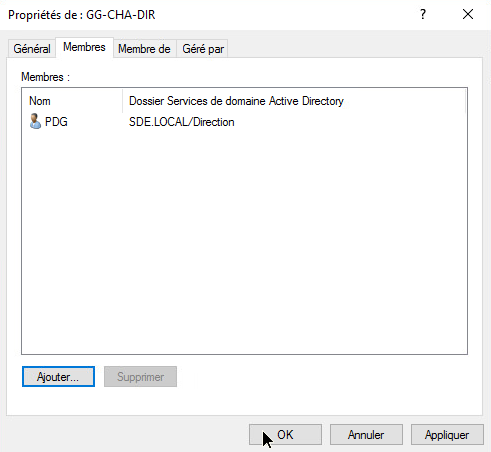 Propriétés de : GG-CHA-DIR ? ✕
Général Membres Membre de Géré par
Membres :
Nom Dossier Services de domaine Active Directory
PDG SDE.LOCAL/Direction
Ajouter... Supprimer
OK Annuler Appliquer